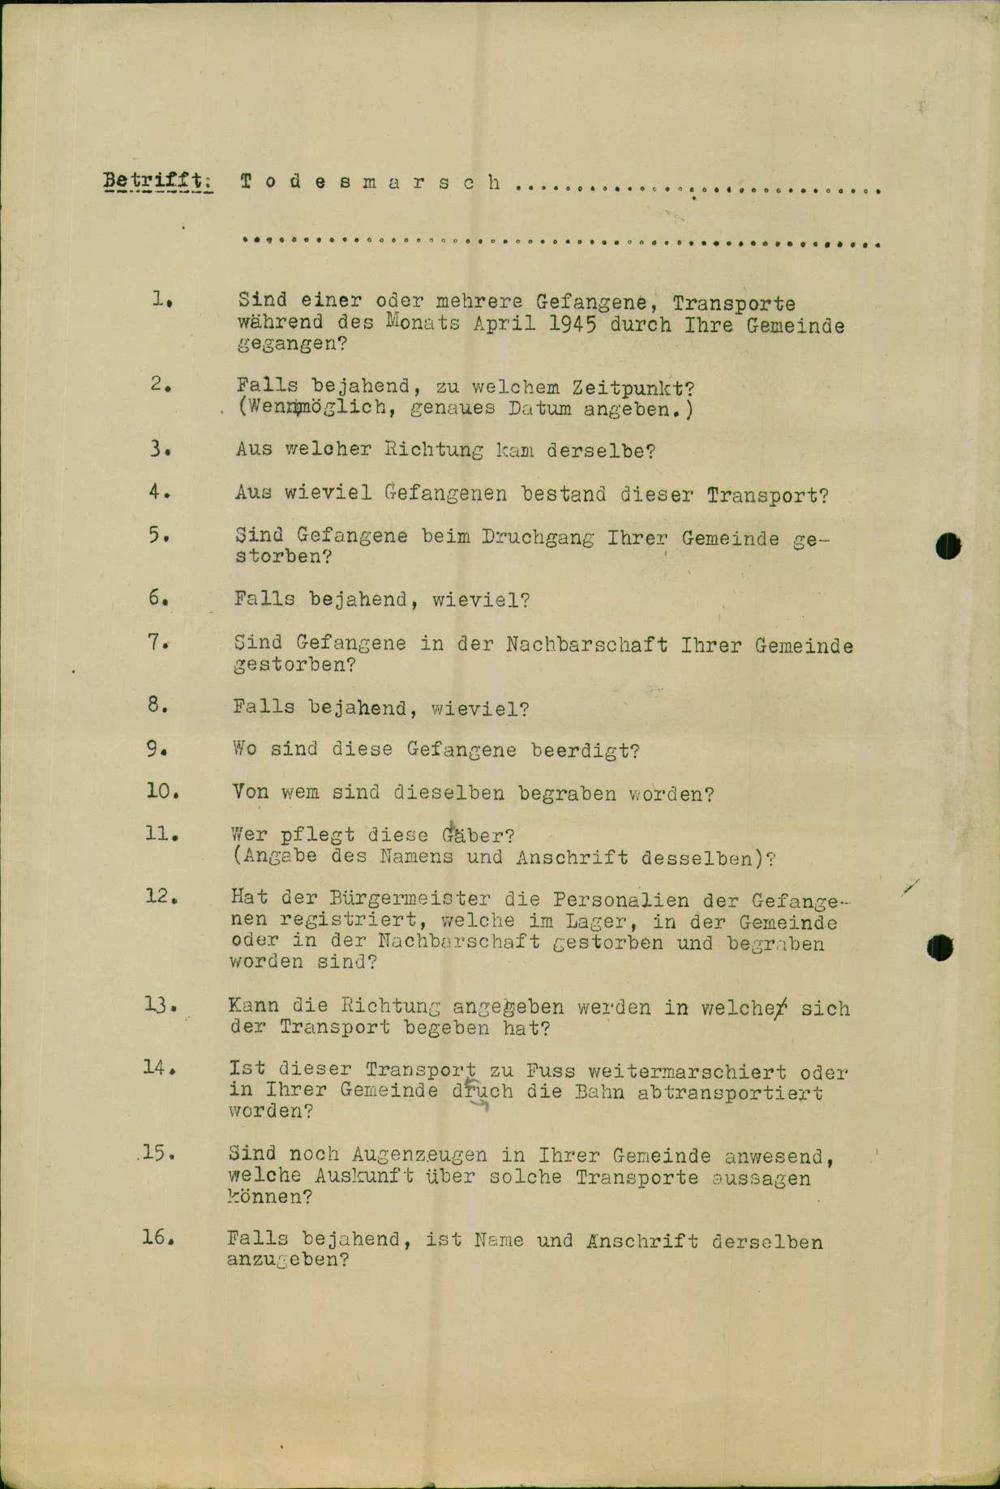 Betrifft: T o d e s m a r s c h ..............................
....................................................
1. Sind einer oder mehrere Gefangene, Transporte
während des Monats April 1945 durch Ihre Gemeinde
gegangen?
2. Falls bejahend, zu welchem Zeitpunkt?
(Wennmöglich, genaues Datum angeben.)
3. Aus welcher Richtung kam derselbe?
4. Aus wieviel Gefangenen bestand dieser Transport?
5. Sind Gefangene beim Druchgang Ihrer Gemeinde ge-
storben?
6. Falls bejahend, wieviel?
7. Sind Gefangene in der Nachbarschaft Ihrer Gemeinde
gestorben?
8. Falls bejahend, wieviel?
9. Wo sind diese Gefangene beerdigt?
10. Von wem sind dieselben begraben worden?
11. Wer pflegt diese Gäber?
(Angabe des Namens und Anschrift desselben)?
12. Hat der Bürgermeister die Personalien der Gefange-
nen registriert, welche im Lager, in der Gemeinde
oder in der Nachbarschaft gestorben und begraben
worden sind?
13. Kann die Richtung angegeben werden in welcher sich
der Transport begeben hat?
14. Ist dieser Transport zu Fuss weitermarschiert oder
in Ihrer Gemeinde druch die Bahn abtransportiert
worden?
15. Sind noch Augenzeugen in Ihrer Gemeinde anwesend,
welche Auskunft über solche Transporte aussagen
können?
16. Falls bejahend, ist Name und Anschrift derselben
anzugeben?